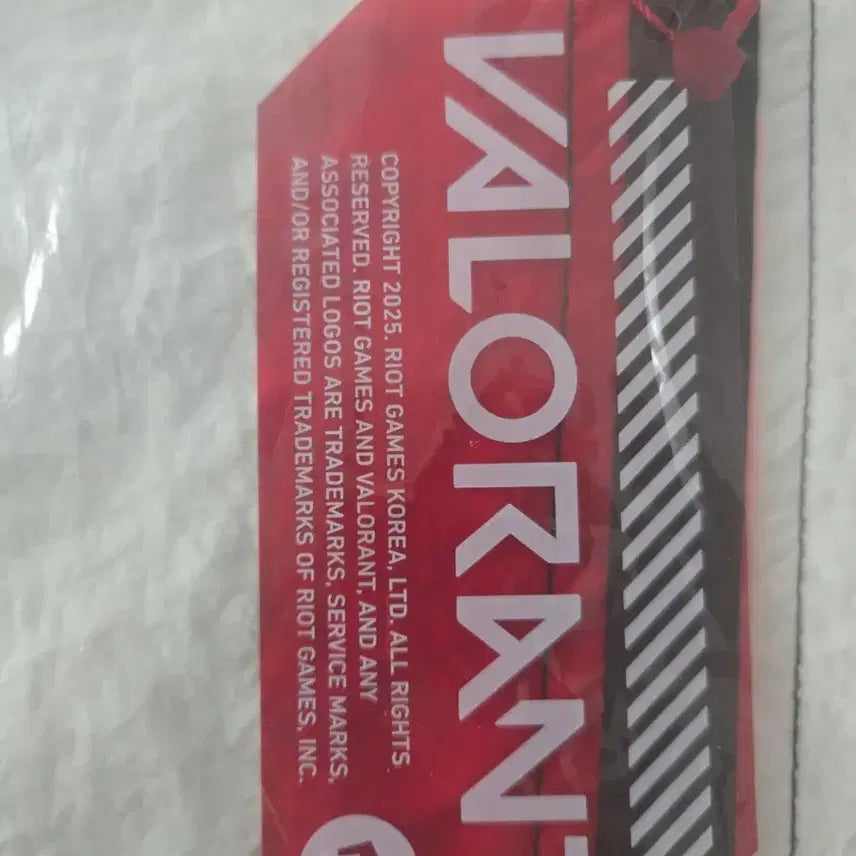 VALORANT
COPYRIGHT 2025. RIOT GAMES KOREA, LTD. ALL RIGHTS
RESERVED. RIOT GAMES AND VALORANT, AND ANY
ASSOCIATED LOGOS ARE TRADEMARKS, SERVICE MARKS,
AND/OR REGISTERED TRADEMARKS OF RIOT GAMES, INC.